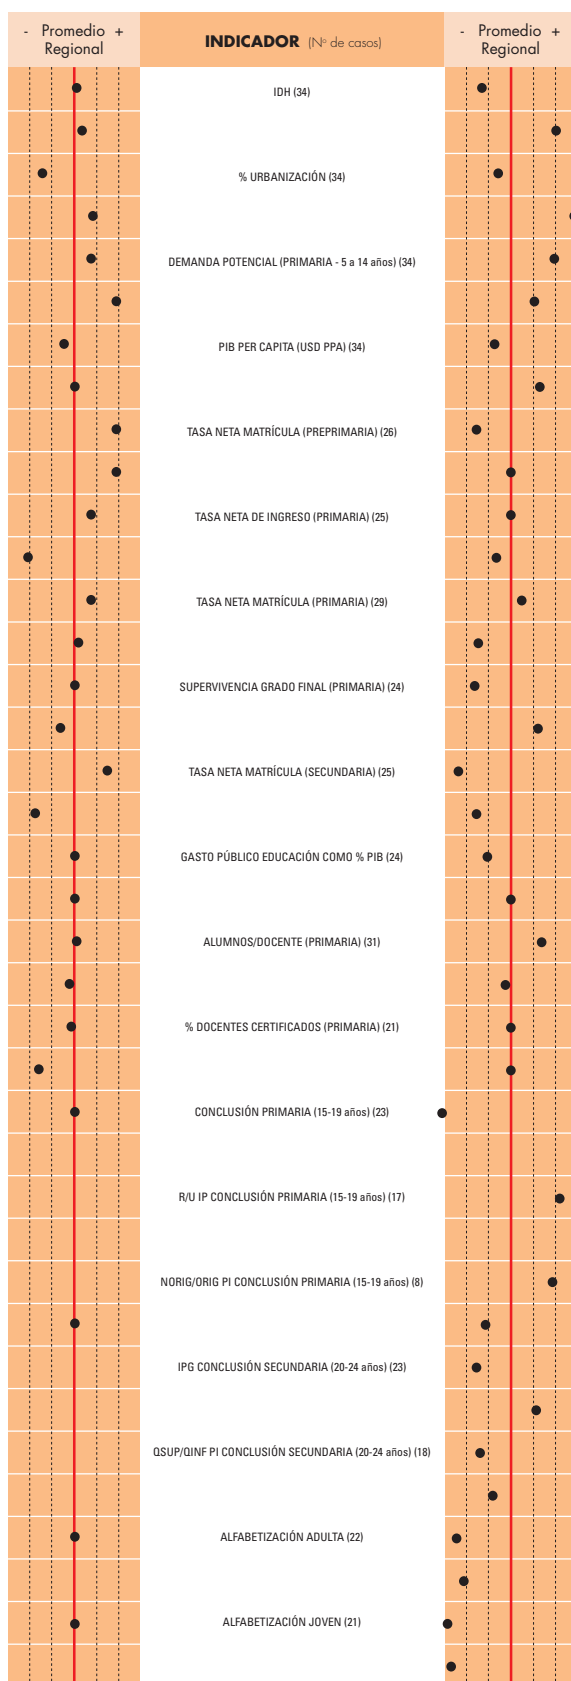 - Promedio +
Regional
INDICADOR (Nº de casos)
- Promedio +
Regional
IDH (34)
% URBANIZACIÓN (34)
DEMANDA POTENCIAL (PRIMARIA - 5 a 14 años) (34)
PIB PER CAPITA (USD PPA) (34)
TASA NETA MATRÍCULA (PREPRIMARIA) (26)
TASA NETA DE INGRESO (PRIMARIA) (25)
TASA NETA MATRÍCULA (PRIMARIA) (29)
SUPERVIVENCIA GRADO FINAL (PRIMARIA) (24)
TASA NETA MATRÍCULA (SECUNDARIA) (25)
GASTO PÚBLICO EDUCACIÓN COMO % PIB (24)
ALUMNOS/DOCENTE (PRIMARIA) (31)
% DOCENTES CERTIFICADOS (PRIMARIA) (21)
CONCLUSIÓN PRIMARIA (15-19 años) (23)
R/U IP CONCLUSIÓN PRIMARIA (15-19 años) (17)
NORIG/ORIG PI CONCLUSIÓN PRIMARIA (15-19 años) (8)
IPG CONCLUSIÓN SECUNDARIA (20-24 años) (23)
QSUP/QINF PI CONCLUSIÓN SECUNDARIA (20-24 años) (18)
ALFABETIZACIÓN ADULTA (22)
ALFABETIZACIÓN JOVEN (21)